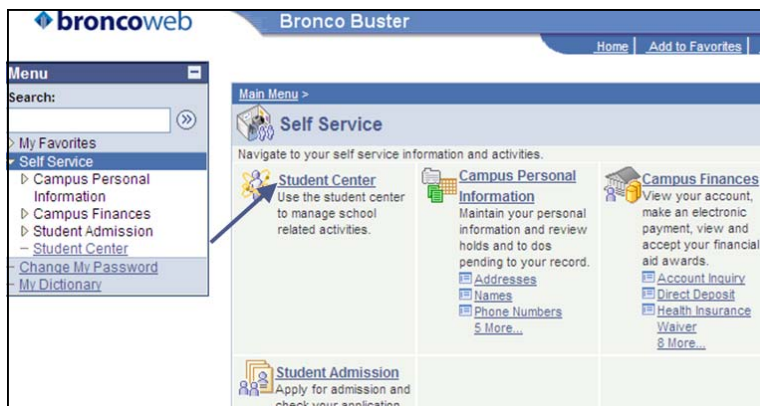 broncoweb
Bronco Buster
Home
Add to Favorites
Menu
Search:
My Favorites
Self Service
Campus Personal
Information
Campus Finances
Student Admission
Student Center
Change My Password
My Dictionary
Main Menu >
Self Service
Navigate to your self service information and activities.
Student Center
Use the student center
to manage school
related activities.
Campus Personal
Information
Maintain your personal
information and review
holds and to dos
pending to your record.
Addresses
Names
Phone Numbers
5 More...
Campus Finances
View your account,
make an electronic
payment, view and
accept your financial
aid awards.
Account Inquiry
Direct Deposit
Health Insurance
Waiver
8 More...
Student Admission
Apply for admission and
check your application